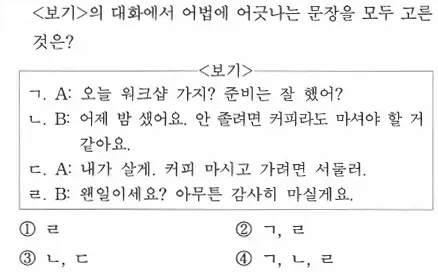 <보기>의 대화에서 어법에 어긋나는 문장을 모두 고른
것은?
<보기>
ㄱ. A: 오늘 워크샵 가지? 준비는 잘 했어?
ㄴ. B: 어제 밤 샜어요. 안 졸려면 커피라도 마셔야 할 거
같아요.
ㄷ. A: 내가 살게. 커피 마시고 가려면 서둘러.
ㄹ. B: 왠일이세요? 아무튼 감사히 마실게요.
① ㄹ ② ㄱ, ㄹ
③ ㄴ, ㄷ ④ ㄱ, ㄴ, ㄹ